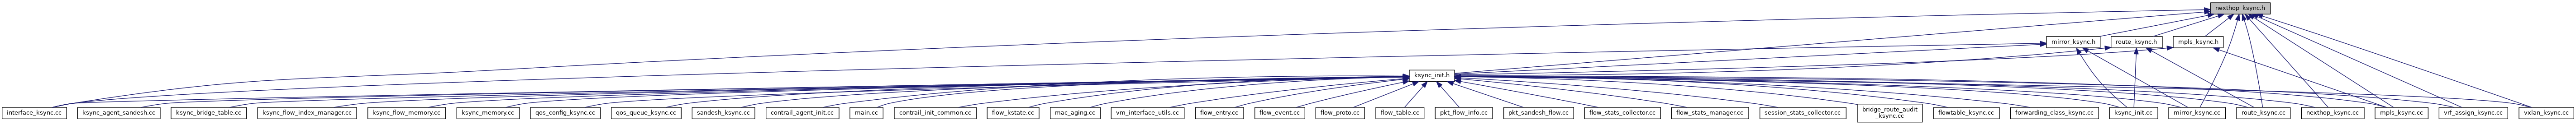 nexthop_ksync.h
mirror_ksync.h
route_ksync.h
mpls_ksync.h
ksync_init.h
interface_ksync.cc
ksync_agent_sandesh.cc
ksync_bridge_table.cc
ksync_flow_index_manager.cc
ksync_flow_memory.cc
ksync_memory.cc
qos_config_ksync.cc
qos_queue_ksync.cc
sandesh_ksync.cc
contrail_agent_init.cc
main.cc
contrail_init_common.cc
flow_kstate.cc
mac_aging.cc
vm_interface_utils.cc
flow_entry.cc
flow_event.cc
flow_proto.cc
flow_table.cc
pkt_flow_info.cc
pkt_sandesh_flow.cc
flow_stats_collector.cc
flow_stats_manager.cc
session_stats_collector.cc
bridge_route_audit
_ksync.cc
flowtable_ksync.cc
forwarding_class_ksync.cc
ksync_init.cc
mirror_ksync.cc
route_ksync.cc
nexthop_ksync.cc
mpls_ksync.cc
vrf_assign_ksync.cc
vxlan_ksync.cc